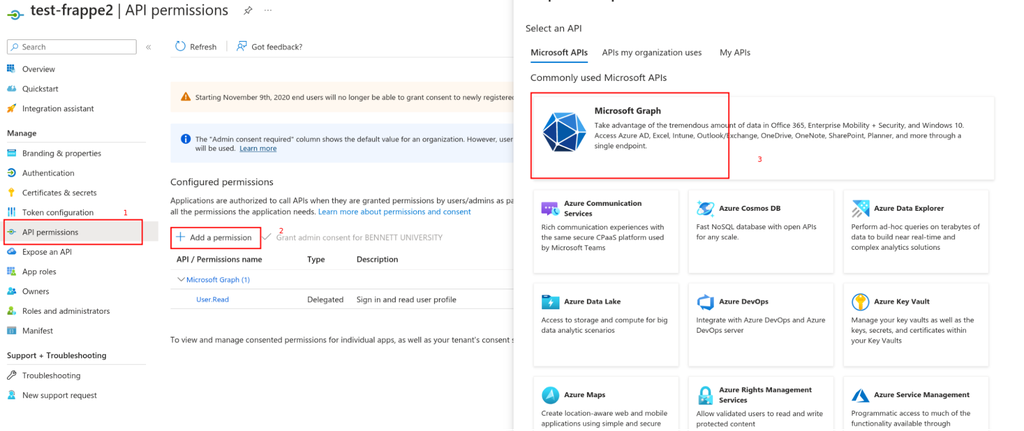 test-frappe2 | API permissions
Search
Refresh
Got feedback?
Overview
Quickstart
Integration assistant
Manage
Branding & properties
Authentication
Certificates & secrets
Token configuration
1
API permissions
Expose an API
App roles
Owners
Roles and administrators
Manifest
Support + Troubleshooting
Troubleshooting
New support request
Starting November 9th, 2020 end users will no longer be able to grant consent to newly registered
The "Admin consent required" column shows the default value for an organization. However, user
will be used. Learn more
Configured permissions
Applications are authorized to call APIs when they are granted permissions by users/admins as pa
all the permissions the application needs. Learn more about permissions and consent
2
Add a permission
Grant admin consent for BENNETT UNIVERSITY
API / Permissions name
Type
Description
Microsoft Graph (1)
User.Read
Delegated
Sign in and read user profile
To view and manage consented permissions for individual apps, as well as your tenant's consent s
Select an API
Microsoft APIs
APIs my organization uses
My APIs
Commonly used Microsoft APIs
Microsoft Graph
Take advantage of the tremendous amount of data in Office 365, Enterprise Mobility + Security, and Windows 10.
Access Azure AD, Excel, Intune, Outlook/Exchange, OneDrive, OneNote, SharePoint, Planner, and more through a
single endpoint.
3
Azure Communication
Services
Rich communication experiences with
the same secure CPaaS platform used
by Microsoft Teams
Azure Cosmos DB
Fast NoSQL database with open APIs
for any scale.
Azure Data Explorer
Perform ad-hoc queries on terabytes of
data to build near real-time and
complex analytics solutions
Azure Data Lake
Access to storage and compute for big
data analytic scenarios
Azure DevOps
Integrate with Azure DevOps and Azure
DevOps server
Azure Key Vault
Manage your key vaults as well as the
keys, secrets, and certificates within
your Key Vaults
Azure Maps
Create location-aware web and mobile
applications using simple and secure
Azure Rights Management
Services
Allow validated users to read and write
protected content
Azure Service Management
Programmatic access to much of the
functionality available through